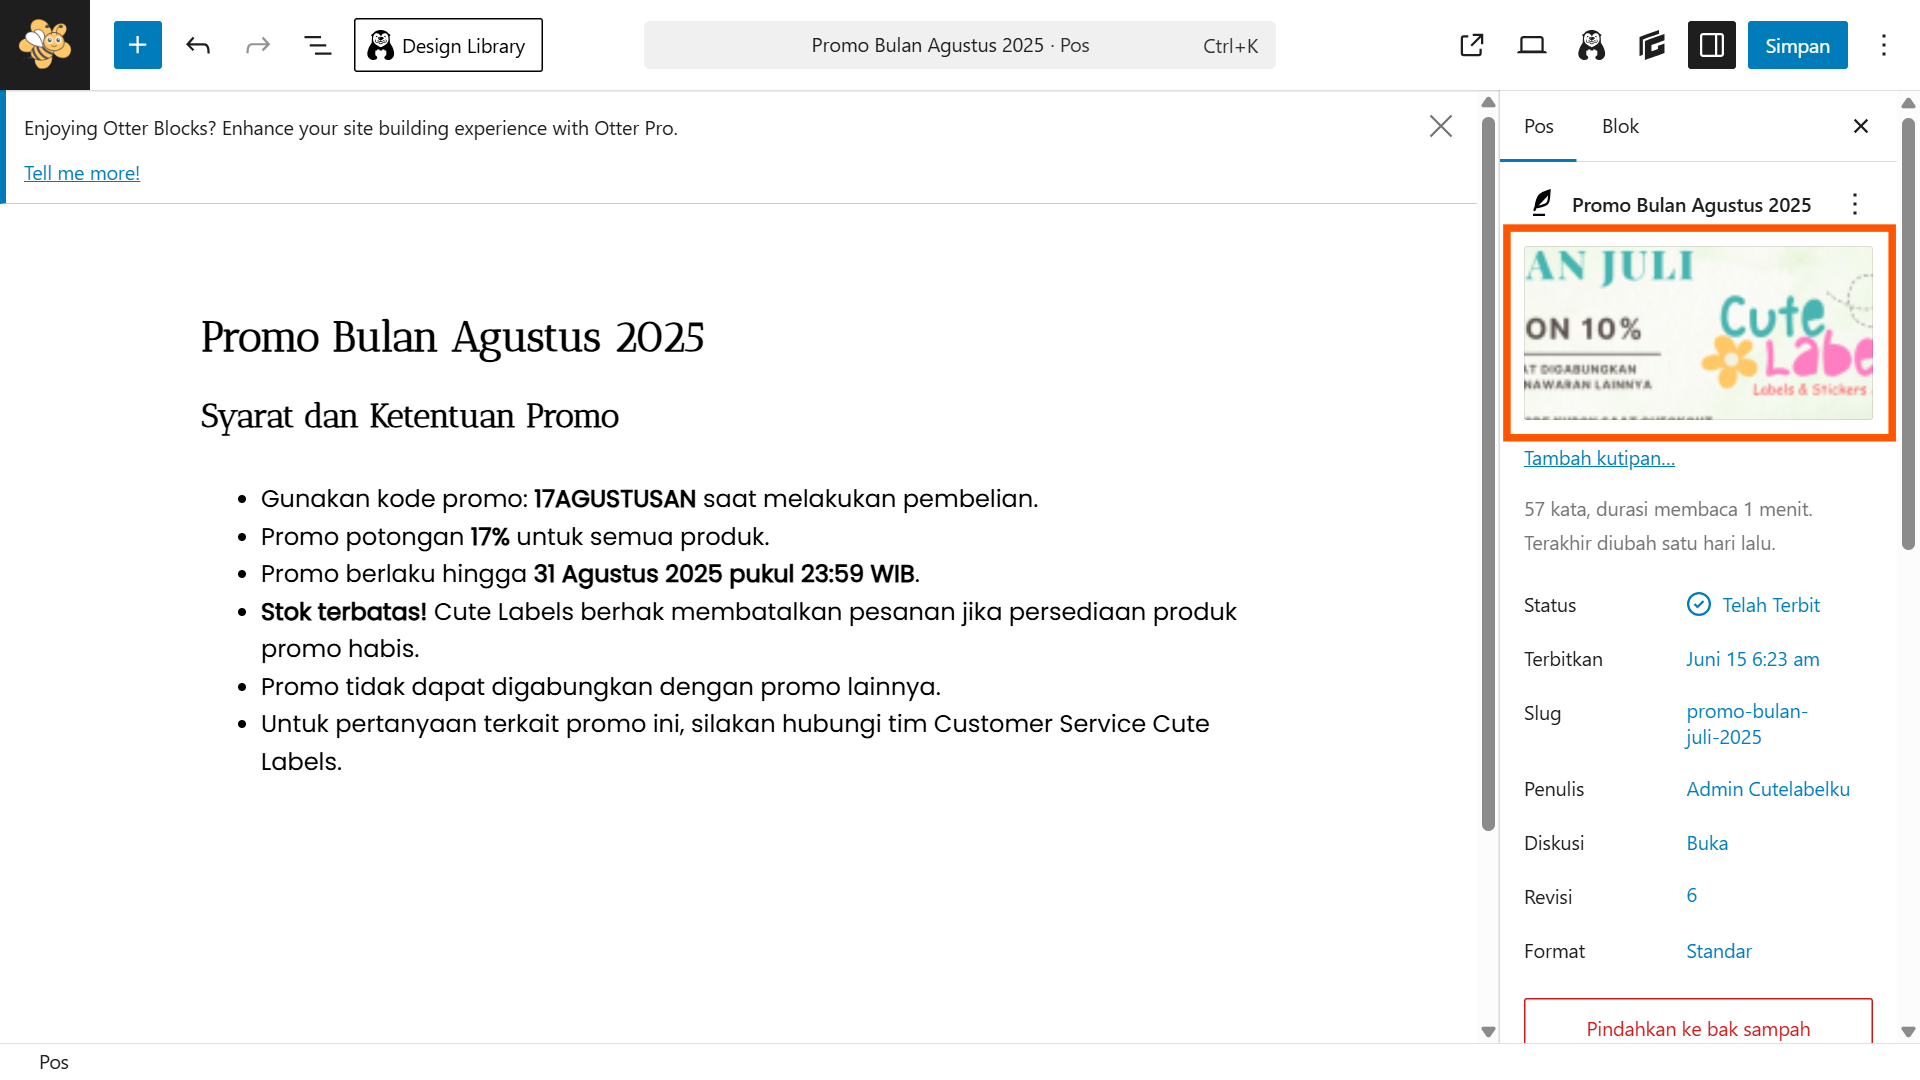 Design Library
Promo Bulan Agustus 2025 · Pos
Ctrl+K
Simpan
Enjoying Otter Blocks? Enhance your site building experience with Otter Pro.
Tell me more!
Promo Bulan Agustus 2025
Syarat dan Ketentuan Promo
Gunakan kode promo: 17AGUSTUSAN saat melakukan pembelian.
Promo potongan 17% untuk semua produk.
Promo berlaku hingga 31 Agustus 2025 pukul 23:59 WIB.
Stok terbatas! Cute Labels berhak membatalkan pesanan jika persediaan produk
promo habis.
Promo tidak dapat digabungkan dengan promo lainnya.
Untuk pertanyaan terkait promo ini, silakan hubungi tim Customer Service Cute
Labels.
Pos
Blok
Promo Bulan Agustus 2025
AN JULI
ON 10%
AT DIGABUNGKAN
NAWARAN LAINNYA
Cute
Labe
Labels & Stickers
Tambah kutipan...
57 kata, durasi membaca 1 menit.
Terakhir diubah satu hari lalu.
Status
Telah Terbit
Terbitkan
Juni 15 6:23 am
Slug
promo-bulan-
juli-2025
Penulis
Admin Cutelabelku
Diskusi
Buka
Revisi
6
Format
Standar
Pindahkan ke bak sampah
Pos